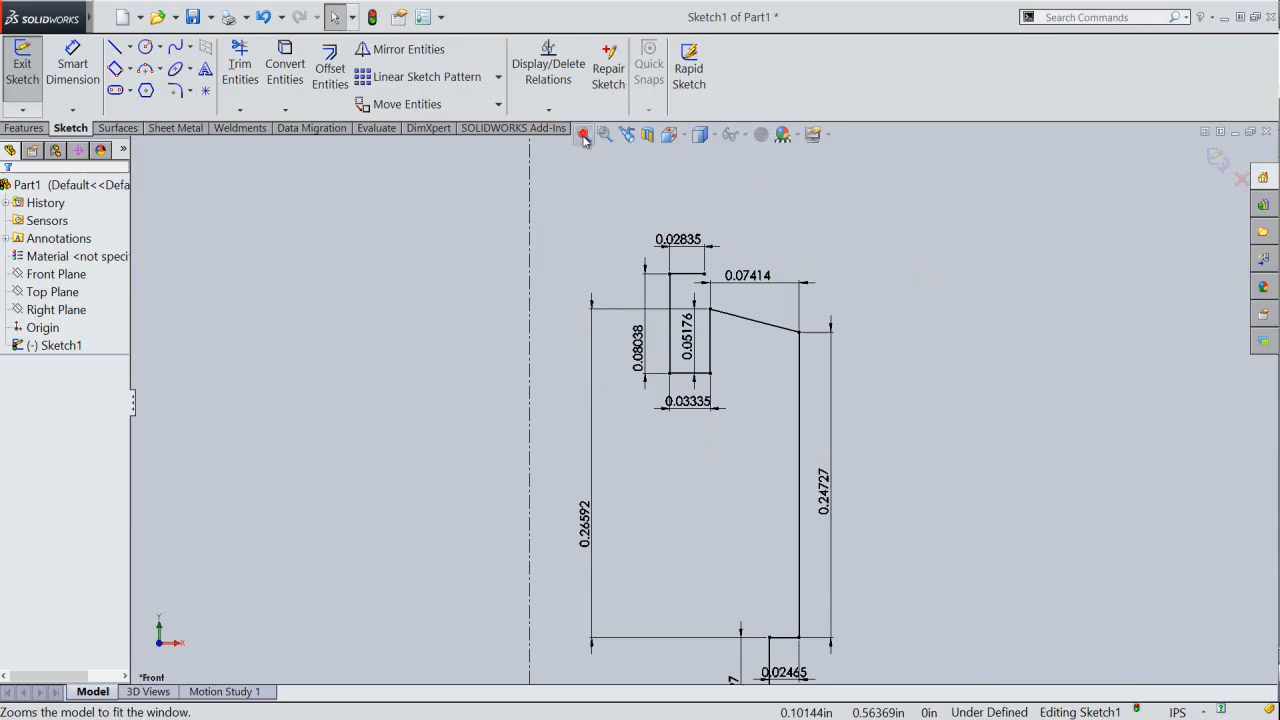 SOLIDWORKS
Sketch1 of Part1 *
Search Commands
Exit Sketch
Smart Dimension
Trim Entities
Convert Entities
Offset Entities
Mirror Entities
Linear Sketch Pattern
Move Entities
Display/Delete Relations
Repair Sketch
Quick Snaps
Rapid Sketch
Features
Sketch
Surfaces
Sheet Metal
Weldments
Data Migration
Evaluate
DimXpert
SOLIDWORKS Add-Ins
Part1 (Default<<Defa
History
Sensors
Annotations
Material <not speci
Front Plane
Top Plane
Right Plane
Origin
(-) Sketch1
0.02835
0.07414
0.08038
0.05176
0.03335
0.26592
0.24727
0.02465
7
Y
X
*Front
Model
3D Views
Motion Study 1
Zooms the model to fit the window.
0.10144in
0.56369in
0in
Under Defined
Editing Sketch1
IPS